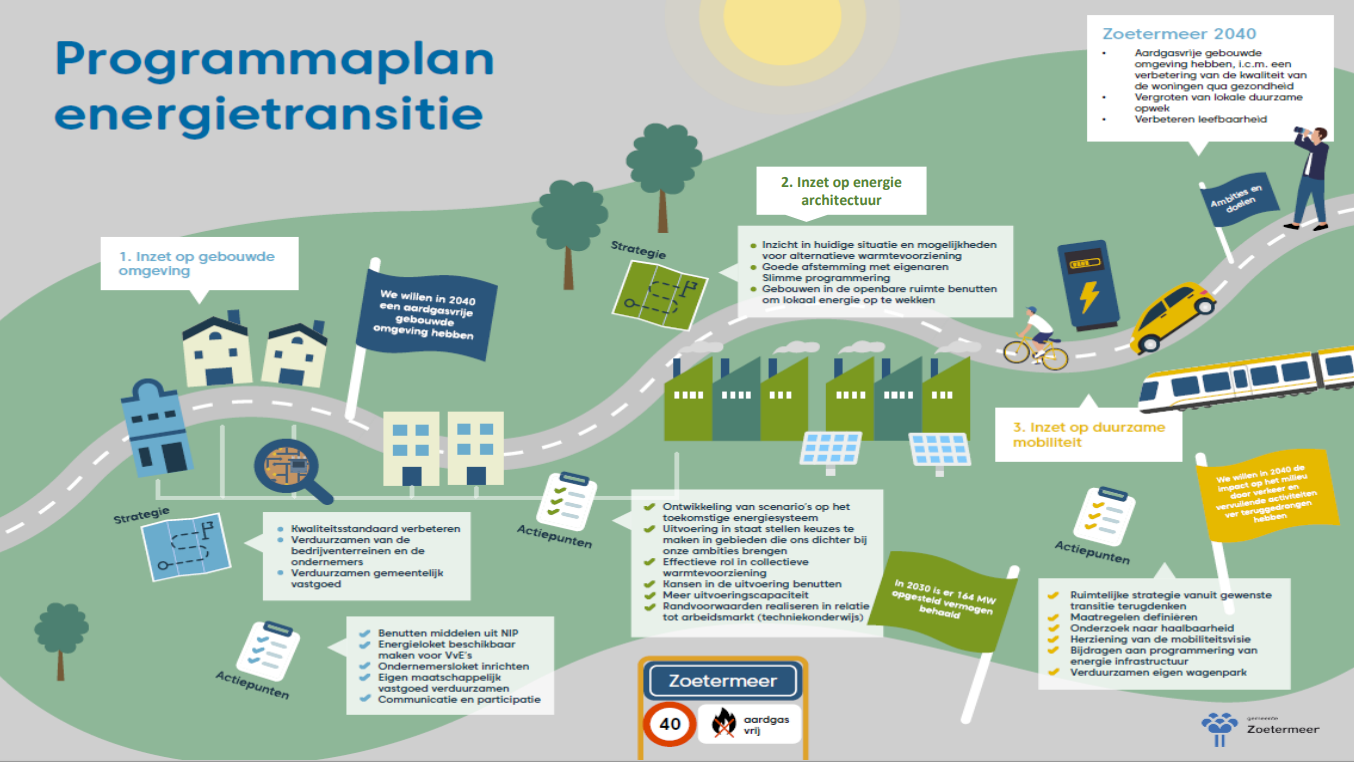 Programmaplan
energietransitie
Zoetermeer 2040
• Aardgasvrije gebouwde
omgeving hebben, i.c.m. een
verbetering van de kwaliteit van
de woningen qua gezondheid
• Vergroten van lokale duurzame
opwek
• Verbeteren leefbaarheid
Ambities en
doelen
1. Inzet op gebouwde
omgeving
We willen in 2040
een aardgasvrije
gebouwde
omgeving hebben
Strategie
• Kwaliteitsstandaard verbeteren
• Verduurzamen van de
bedrijventerreinen en de
ondernemers
• Verduurzamen gemeentelijk
vastgoed
Actiepunten
Benutten middelen uit NIP
Energieloket beschikbaar
maken voor VvE's
Ondernemersloket inrichten
Eigen maatschappelijk
vastgoed verduurzamen
Communicatie en participatie
2. Inzet op energie
architectuur
Strategie
• Inzicht in huidige situatie en mogelijkheden
voor alternatieve warmtevoorziening
• Goede afstemming met eigenaren
Slimme programmering
• Gebouwen in de openbare ruimte benutten
om lokaal energie op te wekken
Actiepunten
Ontwikkeling van scenario's op het
toekomstige energiesysteem
Uitvoering in staat stellen keuzes te
maken in gebieden die ons dichter bij
onze ambities brengen
Effectieve rol in collectieve
warmtevoorziening
Kansen in de uitvoering benutten
Meer uitvoeringscapaciteit
Randvoorwaarden realiseren in relatie
tot arbeidsmarkt (techniekonderwijs)
In 2030 is er 164 MW
opgesteld vermogen
behaald
3. Inzet op duurzame
mobiliteit
We willen in 2040 de
impact op het milieu
door verkeer en
vervuilende activiteiten
ver teruggedrongen
hebben
Actiepunten
Ruimtelijke strategie vanuit gewenste
transitie terugdenken
Maatregelen definiëren
Onderzoek naar haalbaarheid
Herziening van de mobiliteitsvisie
Bijdragen aan programmering van
energie infrastructuur
Verduurzamen eigen wagenpark
Zoetermeer
40
aardgas
vrij
gemeente
Zoetermeer